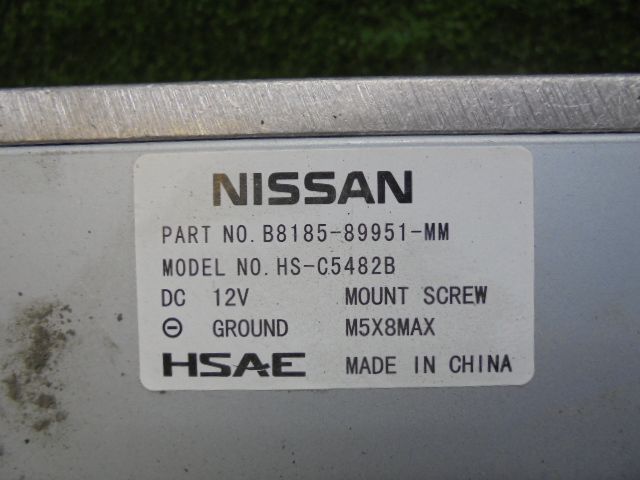 NISSAN
PART NO. B8185-89951-MM
MODEL NO. HS-C5482B
DC 12V MOUNT SCREW
⊖ GROUND M5X8MAX
HSAE MADE IN CHINA